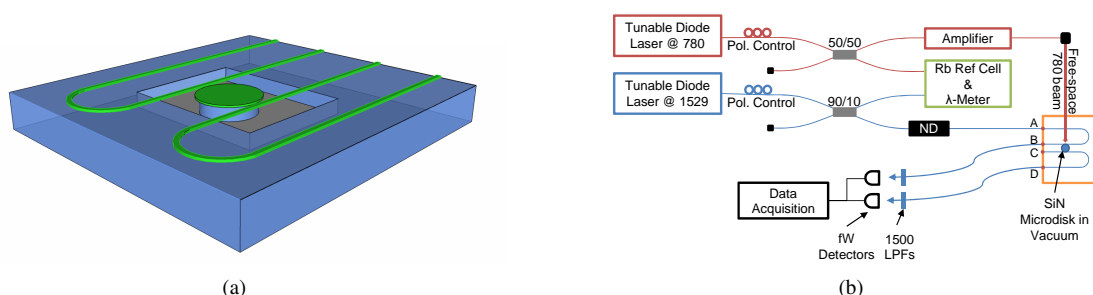 Tunable Diode
Laser @ 780
Pol. Control
50/50
Amplifier
Tunable Diode
Laser @ 1529
Pol. Control
90/10
Rb Ref Cell
&
λ-Meter
Free-space
780 beam
ND
A
B
C
D
Data
Acquisition
fW
Detectors
1500
LPFs
SiN
Microdisk in
Vacuum
(a)
(b)